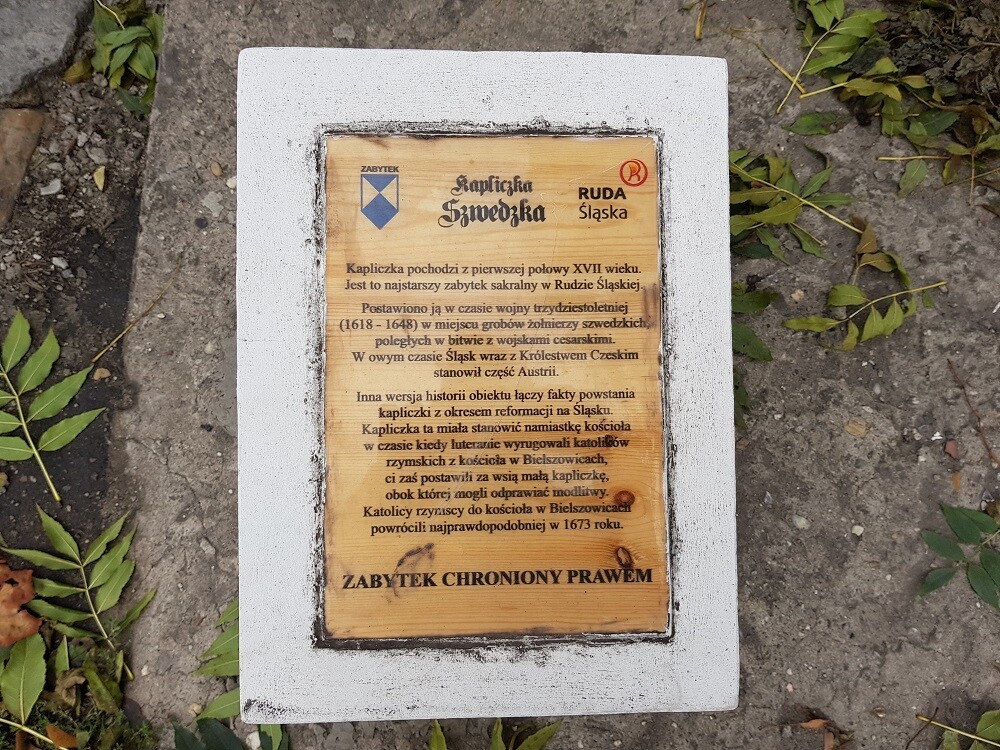 ZABYTEK
Kapliczka
Szwedzka
RUDA
Śląska
Kapliczka pochodzi z pierwszej połowy XVII wieku.
Jest to najstarszy zabytek sakralny w Rudzie Śląskiej
Postawiono ją w czasie wojny trzydziestoletniej
(1618 - 1648) w miejscu grobów żołnierzy szwedzkich,
poległych w bitwie z wojskami cesarskimi.
W owym czasie Śląsk wraz z Królestwem Czeskim
stanowił część Austrii.
Inna wersja historii obiektu łączy fakty powstania
kapliczki z okresem reformacji na Śląsku.
Kapliczka ta miała stanowić namiastkę kościoła
w czasie kiedy luteranie wyrugowali katolików
rzymskich z kościoła w Bielszowicach,
ci zaś postawili za wsią małą kapliczkę,
obok której mogli odprawiać modlitwy.
Katolicy rzymscy do kościoła w Bielszowicach
powrócili najprawdopodobniej w 1673 roku.
ZABYTEK CHRONIONY PRAWEM